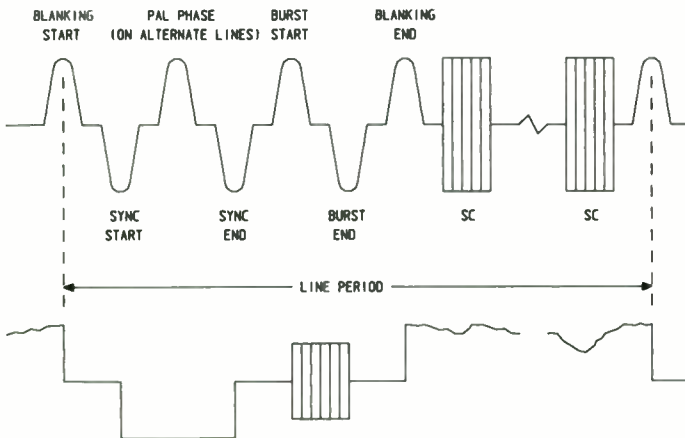 BLANKING START
PAL PHASE (ON ALTERNATE LINES)
BURST START
BLANKING END
SYNC START
SYNC END
BURST END
SC
SC
LINE PERIOD